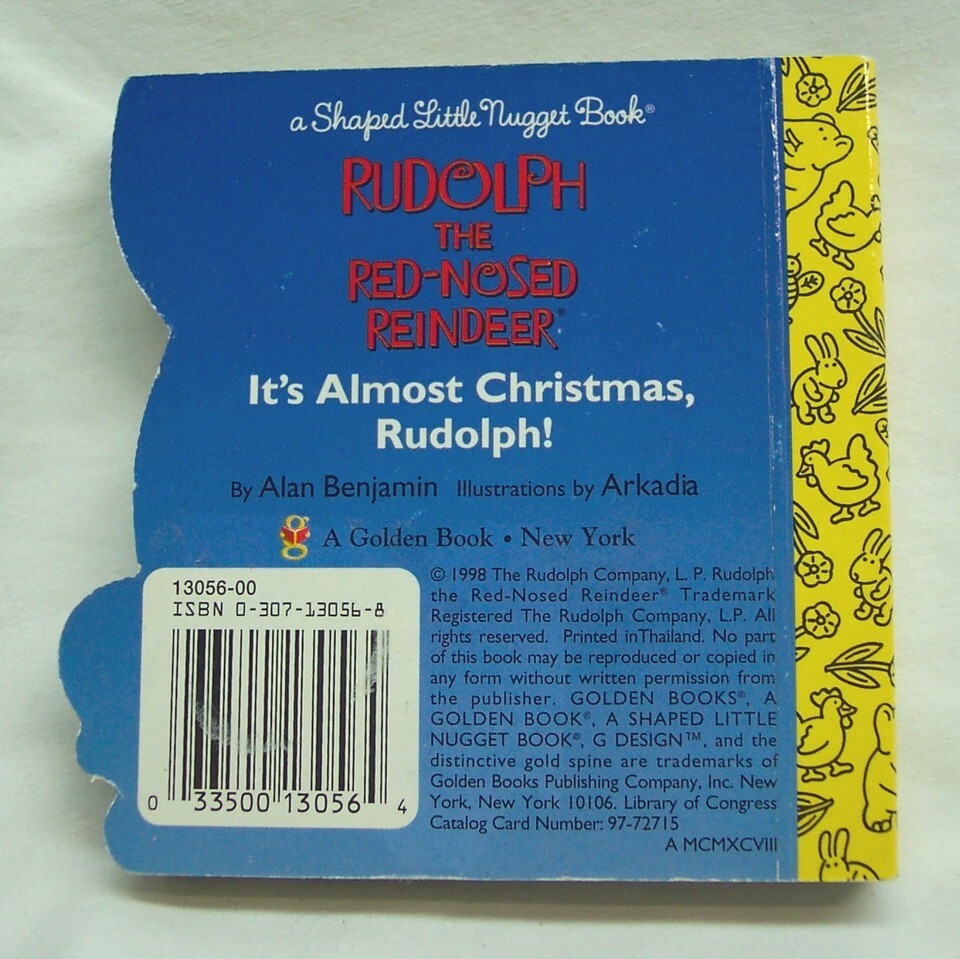 a Shaped Little Nugget Book®
RUDOLPH
THE
RED-NOSED
REINDEER®
It's Almost Christmas,
Rudolph!
By Alan Benjamin Illustrations by Arkadia
g
A Golden Book • New York
13056-00
ISBN 0-307-13056-8
0 33500 13056 4
© 1998 The Rudolph Company, L. P. Rudolph
the Red-Nosed Reindeer® Trademark
Registered The Rudolph Company, L.P. All
rights reserved. Printed inThailand. No part
of this book may be reproduced or copied in
any form without written permission from
the publisher. GOLDEN BOOKS®, A
GOLDEN BOOK®, A SHAPED LITTLE
NUGGET BOOK®, G DESIGN™, and the
distinctive gold spine are trademarks of
Golden Books Publishing Company, Inc. New
York, New York 10106. Library of Congress
Catalog Card Number: 97-72715
A MCMXCVIII